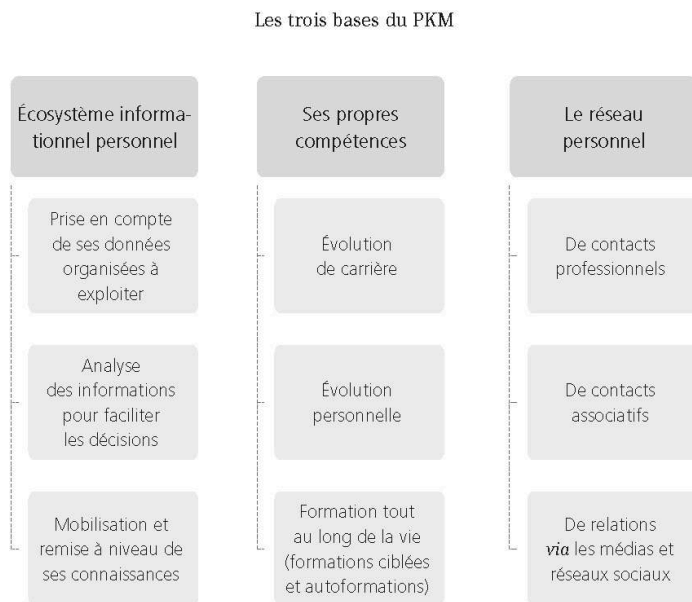 Les trois bases du PKM
Écosystème informa-
tionnel personnel
Prise en compte
de ses données
organisées à
exploiter
Analyse
des informations
pour faciliter
les décisions
Mobilisation et
remise à niveau de
ses connaissances
Ses propres
compétences
Évolution
de carrière
Évolution
personnelle
Formation tout
au long de la vie
(formations ciblées
et autoformations)
Le réseau
personnel
De contacts
professionnels
De contacts
associatifs
De relations
via les médias et
réseaux sociaux